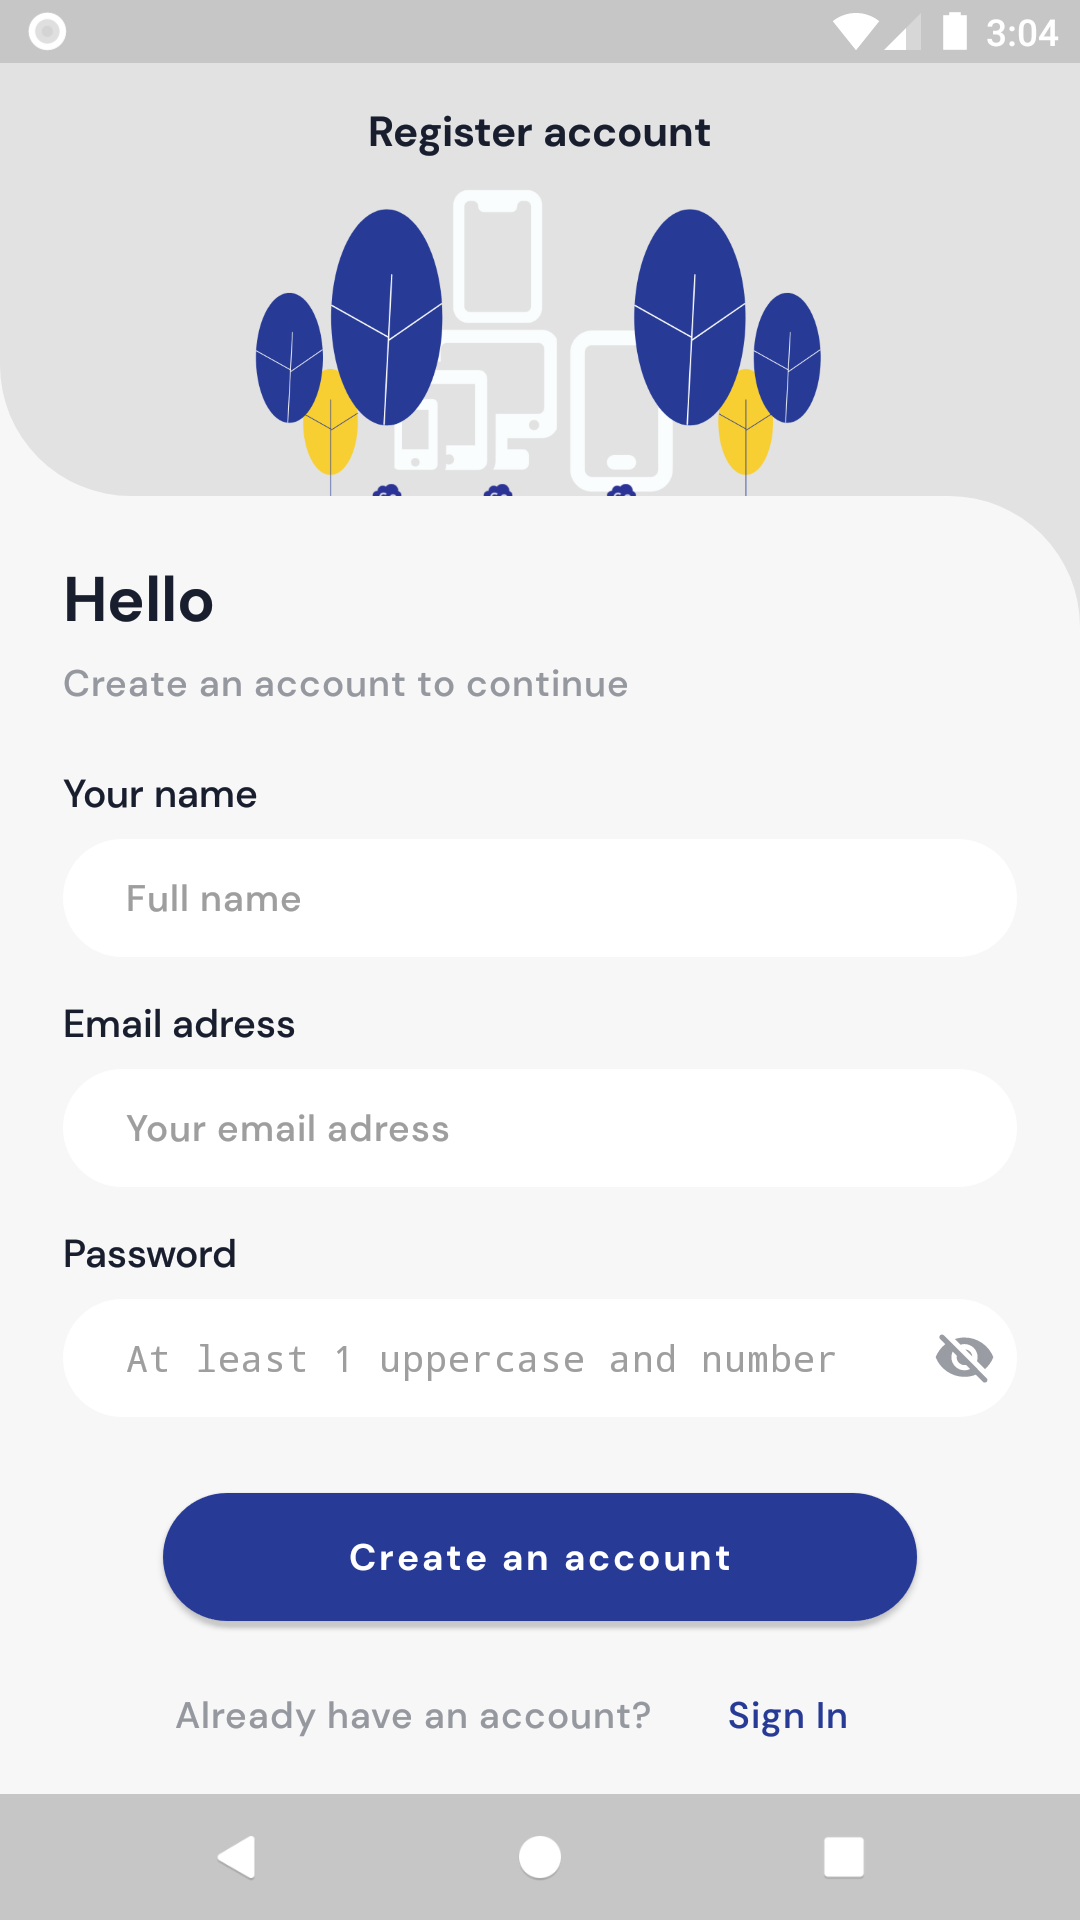 3:04
Register account
Hello
Create an account to continue
Your name
Full name
Email adress
Your email adress
Password
At least 1 uppercase and number
Create an account
Already have an account? Sign In